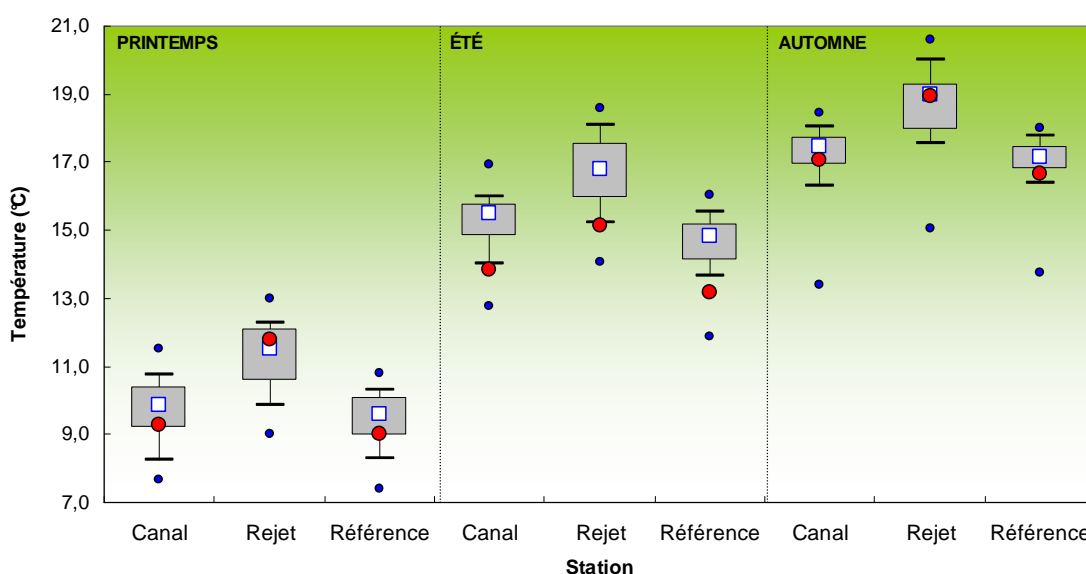 21,0
PRINTEMPS
ÉTÉ
AUTOMNE
19,0
17,0
15,0
13,0
11,0
9,0
7,0
Température (°C)
Canal
Rejet
Référence
Canal
Rejet
Référence
Canal
Rejet
Référence
Station